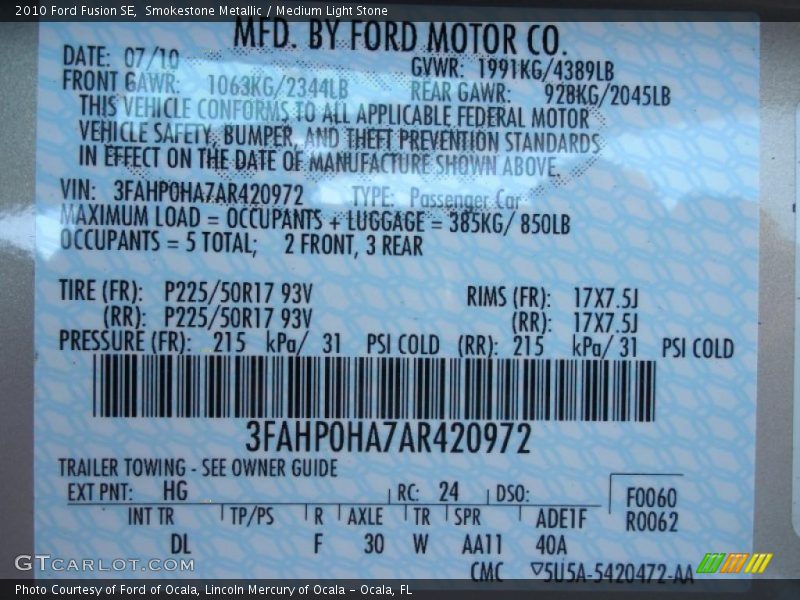 2010 Ford Fusion SE, Smokestone Metallic / Medium Light Stone
MFD. BY FORD MOTOR CO.
DATE: 07/10 GVWR: 1991KG/4389LB
FRONT GAWR: 1063KG/2344LB REAR GAWR: 928KG/2045LB
THIS VEHICLE CONFORMS TO ALL APPLICABLE FEDERAL MOTOR
VEHICLE SAFETY, BUMPER, AND THEFT PREVENTION STANDARDS
IN EFFECT ON THE DATE OF MANUFACTURE SHOWN ABOVE.
VIN: 3FAHP0HA7AR420972 TYPE: Passenger Car
MAXIMUM LOAD = OCCUPANTS + LUGGAGE = 385KG/ 850LB
OCCUPANTS = 5 TOTAL; 2 FRONT, 3 REAR
TIRE (FR): P225/50R17 93V RIMS (FR): 17X7.5J
(RR): P225/50R17 93V (RR): 17X7.5J
PRESSURE (FR): 215 kPa/ 31 PSI COLD (RR): 215 kPa/ 31 PSI COLD
3FAHP0HA7AR420972
TRAILER TOWING - SEE OWNER GUIDE
EXT PNT: HG RC: 24 DSO: F0060
INT TR TP/PS R AXLE TR SPR ADE1F R0062
DL F 30 W AA11 40A
CMC ▽5U5A-5420472-AA
GTCARLOT.COM
Photo Courtesy of Ford of Ocala, Lincoln Mercury of Ocala – Ocala, FL